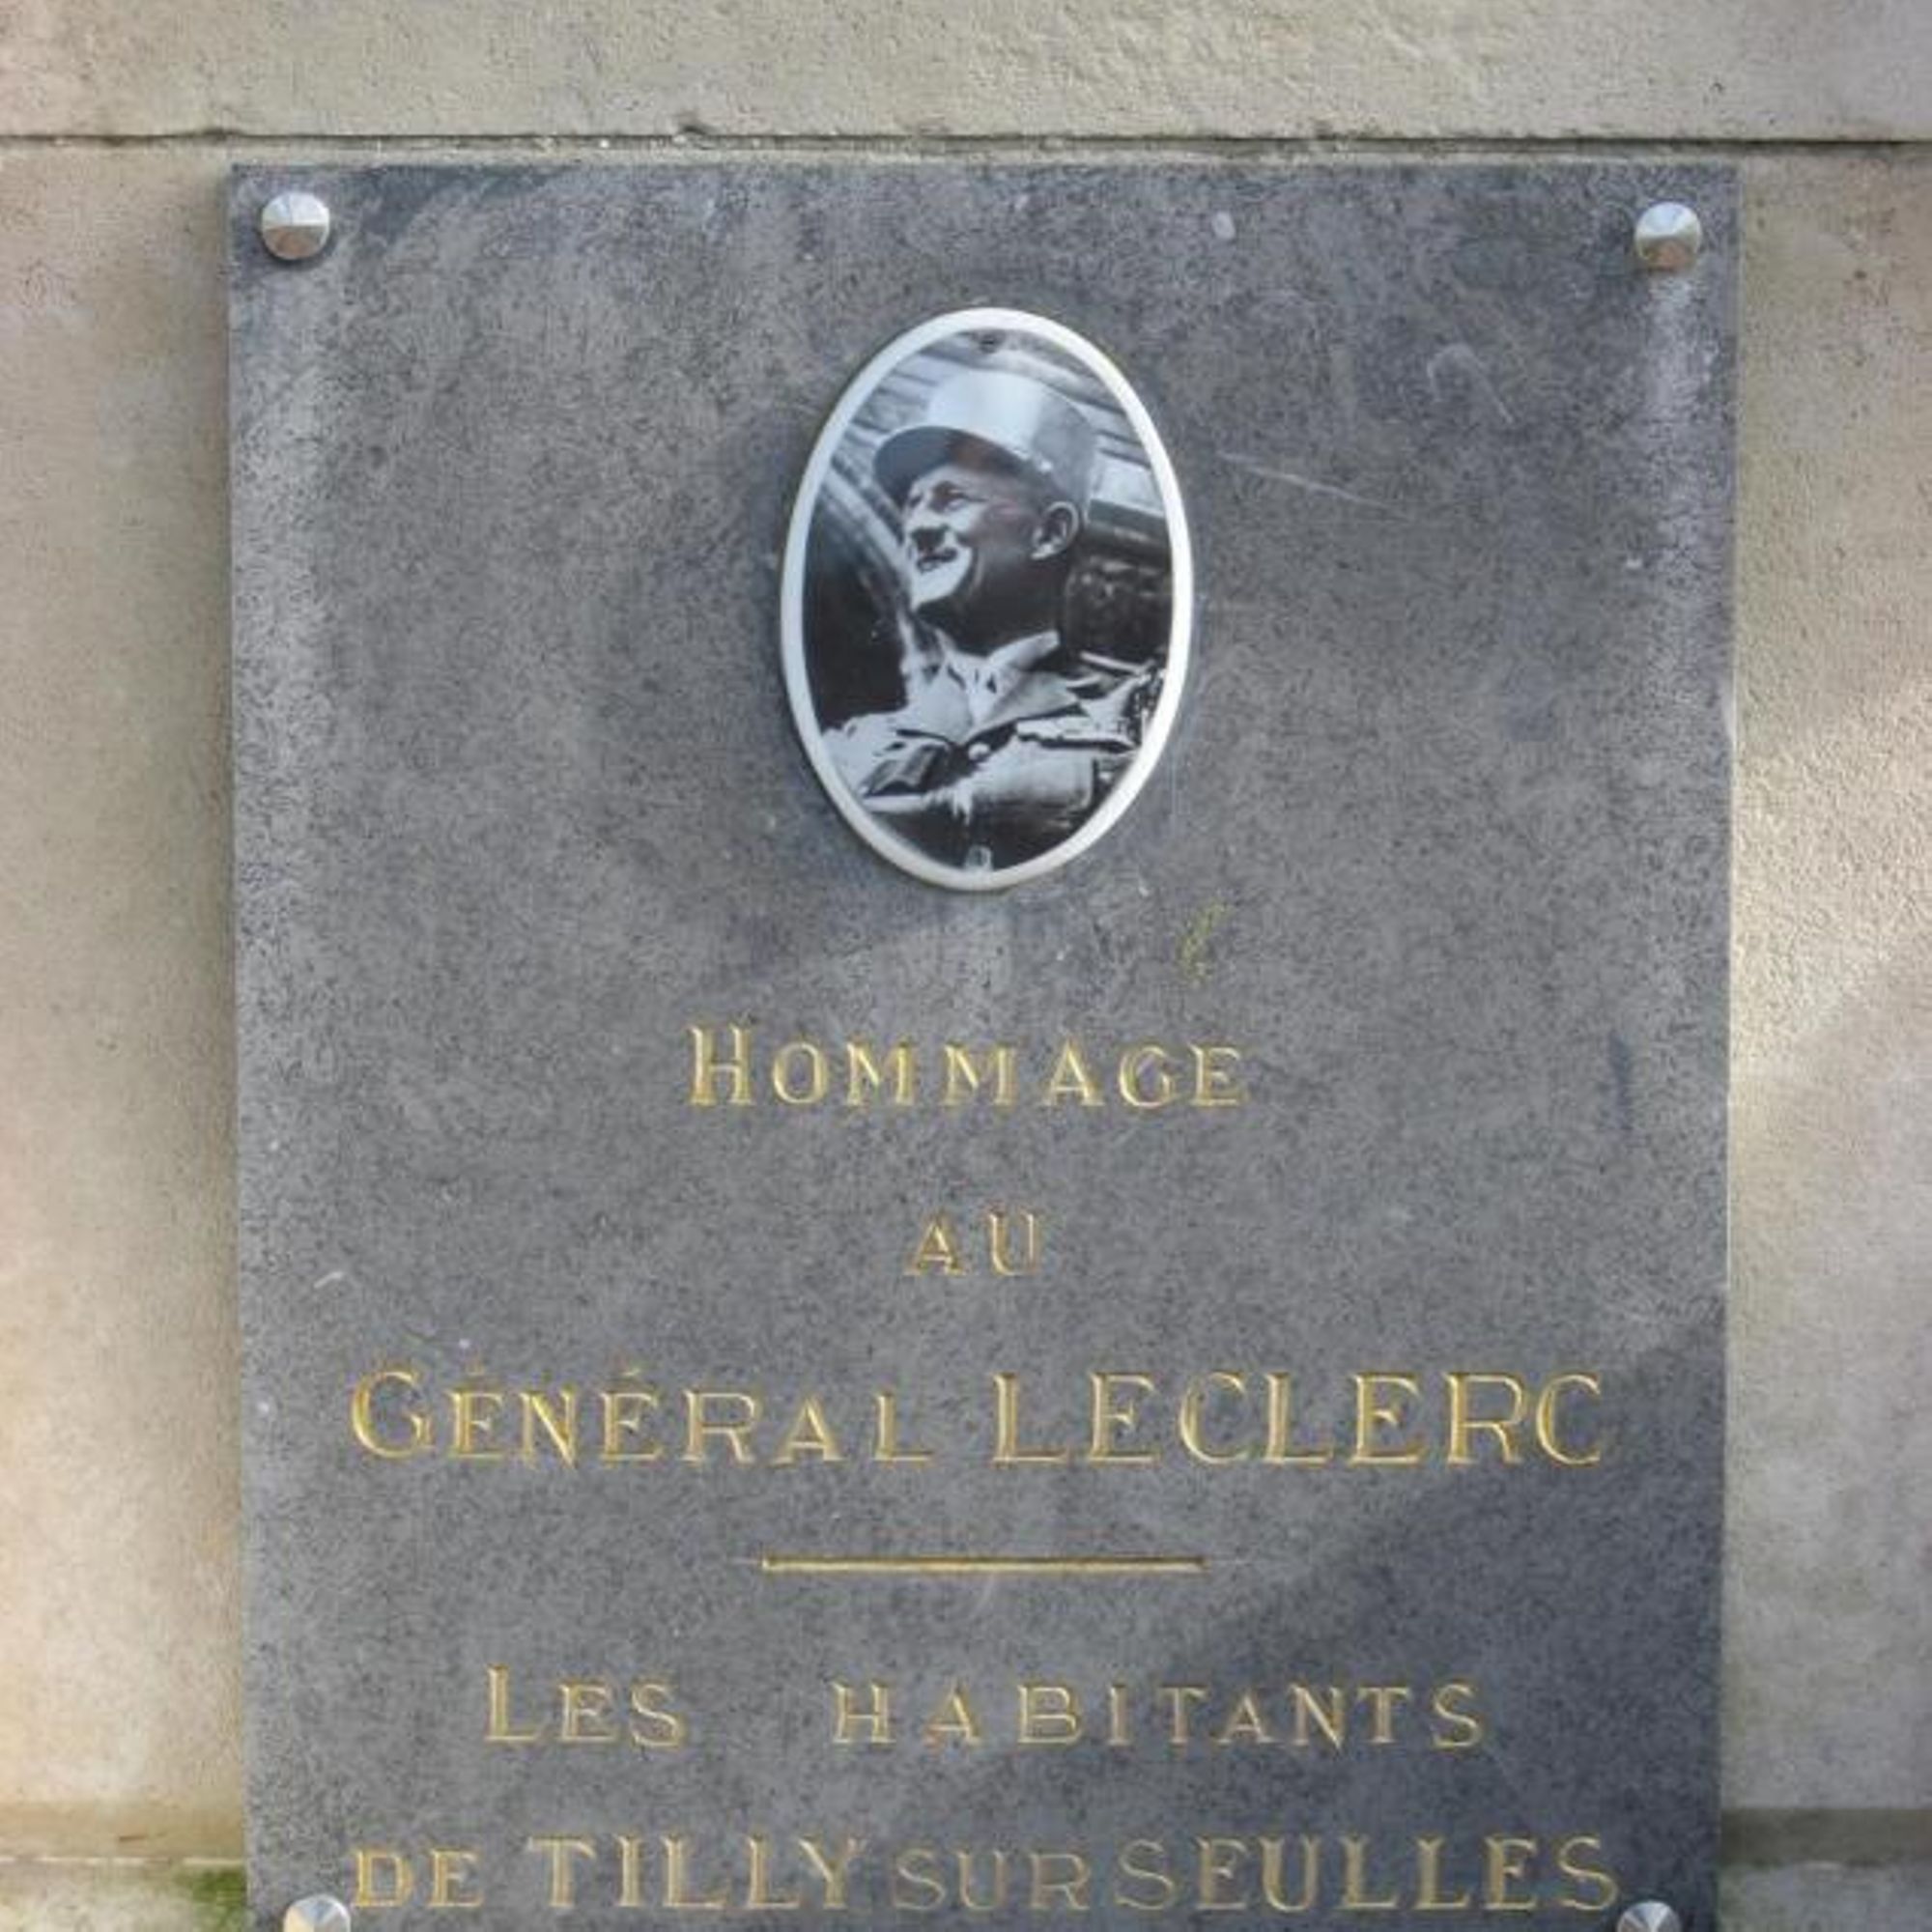 HOMMAGE
AU
GÉNÉRAL LECLERC
LES HABITANTS
DE TILLY SUR SEULLES